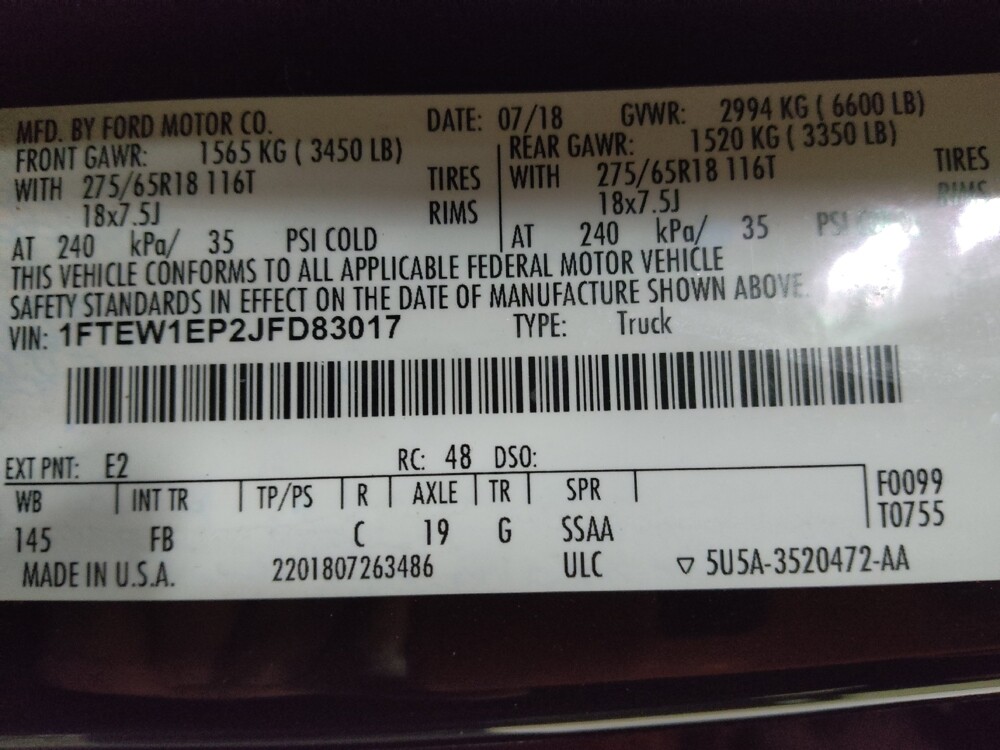 MFD. BY FORD MOTOR CO. DATE: 07/18 GVWR: 2994 KG ( 6600 LB)
FRONT GAWR: 1565 KG ( 3450 LB) REAR GAWR: 1520 KG ( 3350 LB)
WITH 275/65R18 116T TIRES WITH 275/65R18 116T TIRES
18x7.5J RIMS 18x7.5J RIMS
AT 240 kPa/ 35 PSI COLD AT 240 kPa/ 35 PSI COLD
THIS VEHICLE CONFORMS TO ALL APPLICABLE FEDERAL MOTOR VEHICLE
SAFETY STANDARDS IN EFFECT ON THE DATE OF MANUFACTURE SHOWN ABOVE.
VIN: 1FTEW1EP2JFD83017 TYPE: Truck
EXT PNT: E2 RC: 48 DSO:
WB INT TR TP/PS R AXLE TR SPR F0099
T0755
145 FB C 19 G SSAA
MADE IN U.S.A. 2201807263486 ULC ▽ 5U5A-3520472-AA